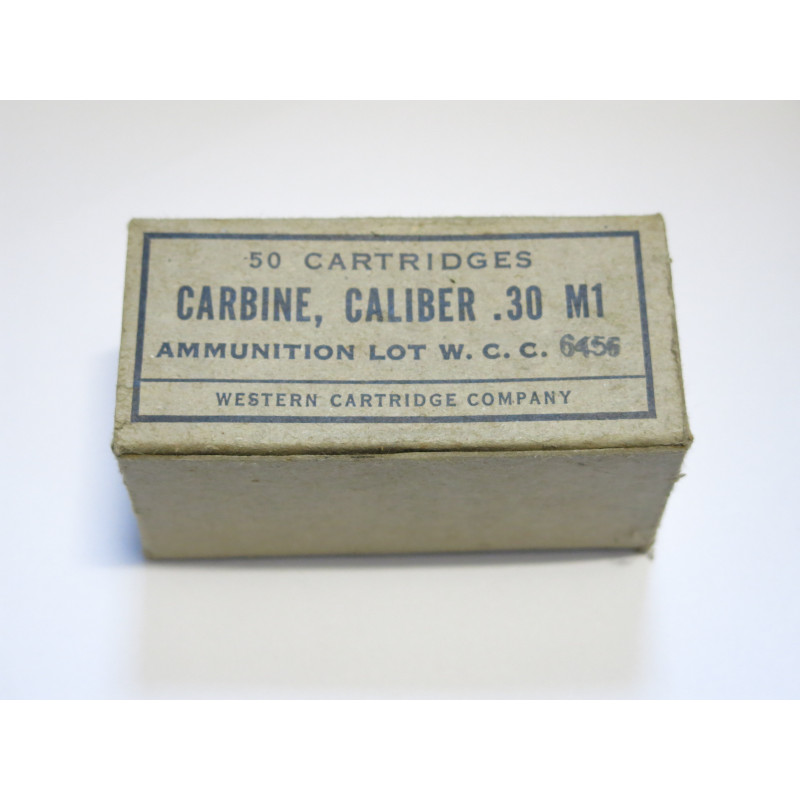 50 CARTRIDGES
CARBINE, CALIBER .30 M1
AMMUNITION LOT W. C. C. 6456
WESTERN CARTRIDGE COMPANY